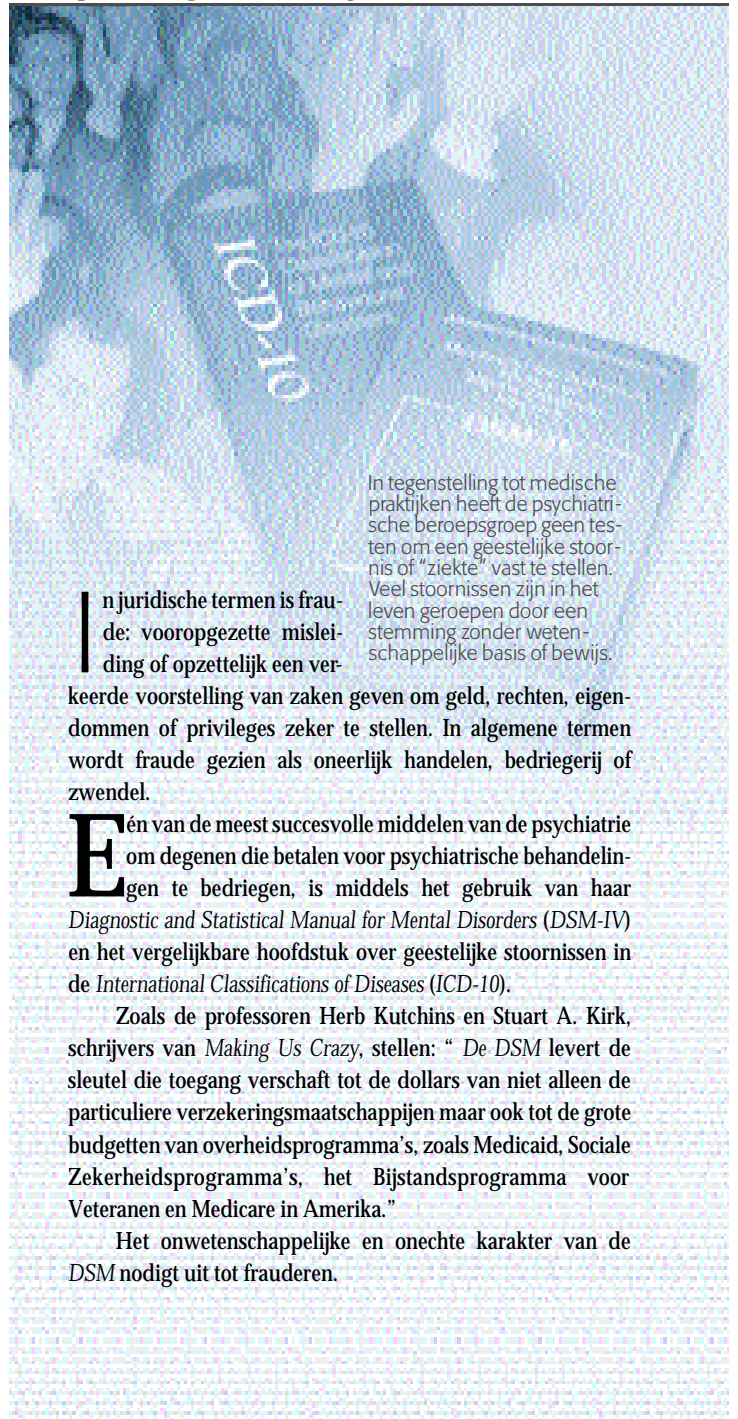 ICD-10
In tegenstelling tot medische
praktijken heeft de psychiatri-
sche beroepsgroep geen tes-
ten om een geestelijke stoor-
nis of “ziekte” vast te stellen.
Veel stoornissen zijn in het
leven geroepen door een
stemming zonder weten-
schappelijke basis of bewijs.
In juridische termen is frau-
de: vooropgezette mislei-
ding of opzettelijk een ver-
keerde voorstelling van zaken geven om geld, rechten, eigen-
dommen of privileges zeker te stellen. In algemene termen
wordt fraude gezien als oneerlijk handelen, bedriegerij of
zwendel.
Eén van de meest succesvolle middelen van de psychiatrie
om degenen die betalen voor psychiatrische behandelin-
gen te bedriegen, is middels het gebruik van haar
Diagnostic and Statistical Manual for Mental Disorders (DSM-IV)
en het vergelijkbare hoofdstuk over geestelijke stoornissen in
de International Classifications of Diseases (ICD-10).
Zoals de professoren Herb Kutchins en Stuart A. Kirk,
schrijvers van Making Us Crazy, stellen: “ De DSM levert de
sleutel die toegang verschaft tot de dollars van niet alleen de
particuliere verzekeringsmaatschappijen maar ook tot de grote
budgetten van overheidsprogramma’s, zoals Medicaid, Sociale
Zekerheidsprogramma’s, het Bijstandsprogramma voor
Veteranen en Medicare in Amerika.”
Het onwetenschappelijke en onechte karakter van de
DSM nodigt uit tot frauderen.